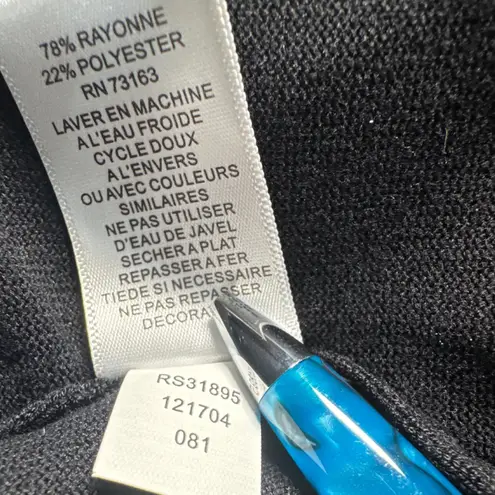 78% RAYONNE
22% POLYESTER
RN 73163
LAVER EN MACHINE
A L'EAU FROIDE
CYCLE DOUX
A L'ENVERS
OU AVEC COULEURS
SIMILAIRES
NE PAS UTILISER
D'EAU DE JAVEL
SECHER A PLAT
REPASSER A FER
TIEDE SI NECESSAIRE
NE PAS REPASSER
RS31895
121704
081